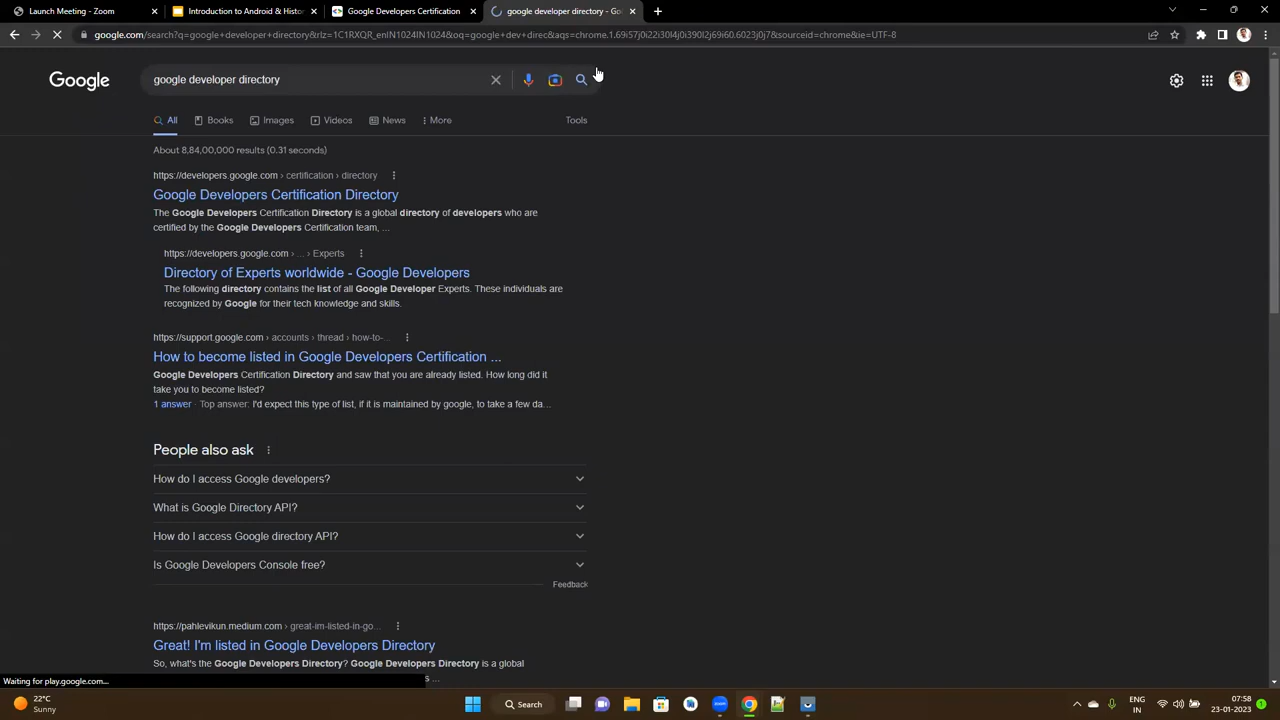 Launch Meeting - Zoom
Introduction to Android & Histo
Google Developers Certification
google developer directory - Go
google.com/search?q=google+developer+directory&rlz=1C1RXQR_enIN1024IN1024&oq=google+dev+direc&aqs=chrome.1.69i57j0i22i30l4j0i390l2j69i60.6023j0j7&sourceid=chrome&ie=UTF-8
Google
google developer directory
All
Books
Images
Videos
News
More
Tools
About 8,84,00,000 results (0.31 seconds)
https://developers.google.com › certification › directory
Google Developers Certification Directory
The Google Developers Certification Directory is a global directory of developers who are
certified by the Google Developers Certification team, ...
https://developers.google.com › ... › Experts
Directory of Experts worldwide - Google Developers
The following directory contains the list of all Google Developer Experts. These individuals are
recognized by Google for their tech knowledge and skills.
https://support.google.com › accounts › thread › how-to-...
How to become listed in Google Developers Certification ...
Google Developers Certification Directory and saw that you are already listed. How long did it
take you to become listed?
1 answer · Top answer: I'd expect this type of list, if it is maintained by google, to take a few da...
People also ask
How do I access Google developers?
What is Google Directory API?
How do I access Google directory API?
Is Google Developers Console free?
Feedback
https://pahlevikun.medium.com › great-im-listed-in-go...
Great! I'm listed in Google Developers Directory
So, what's the Google Developers Directory? Google Developers Directory is a global
s ...
Waiting for play.google.com...
22°C
Sunny
Search
zoom
ENG
IN
07:58
23-01-2023